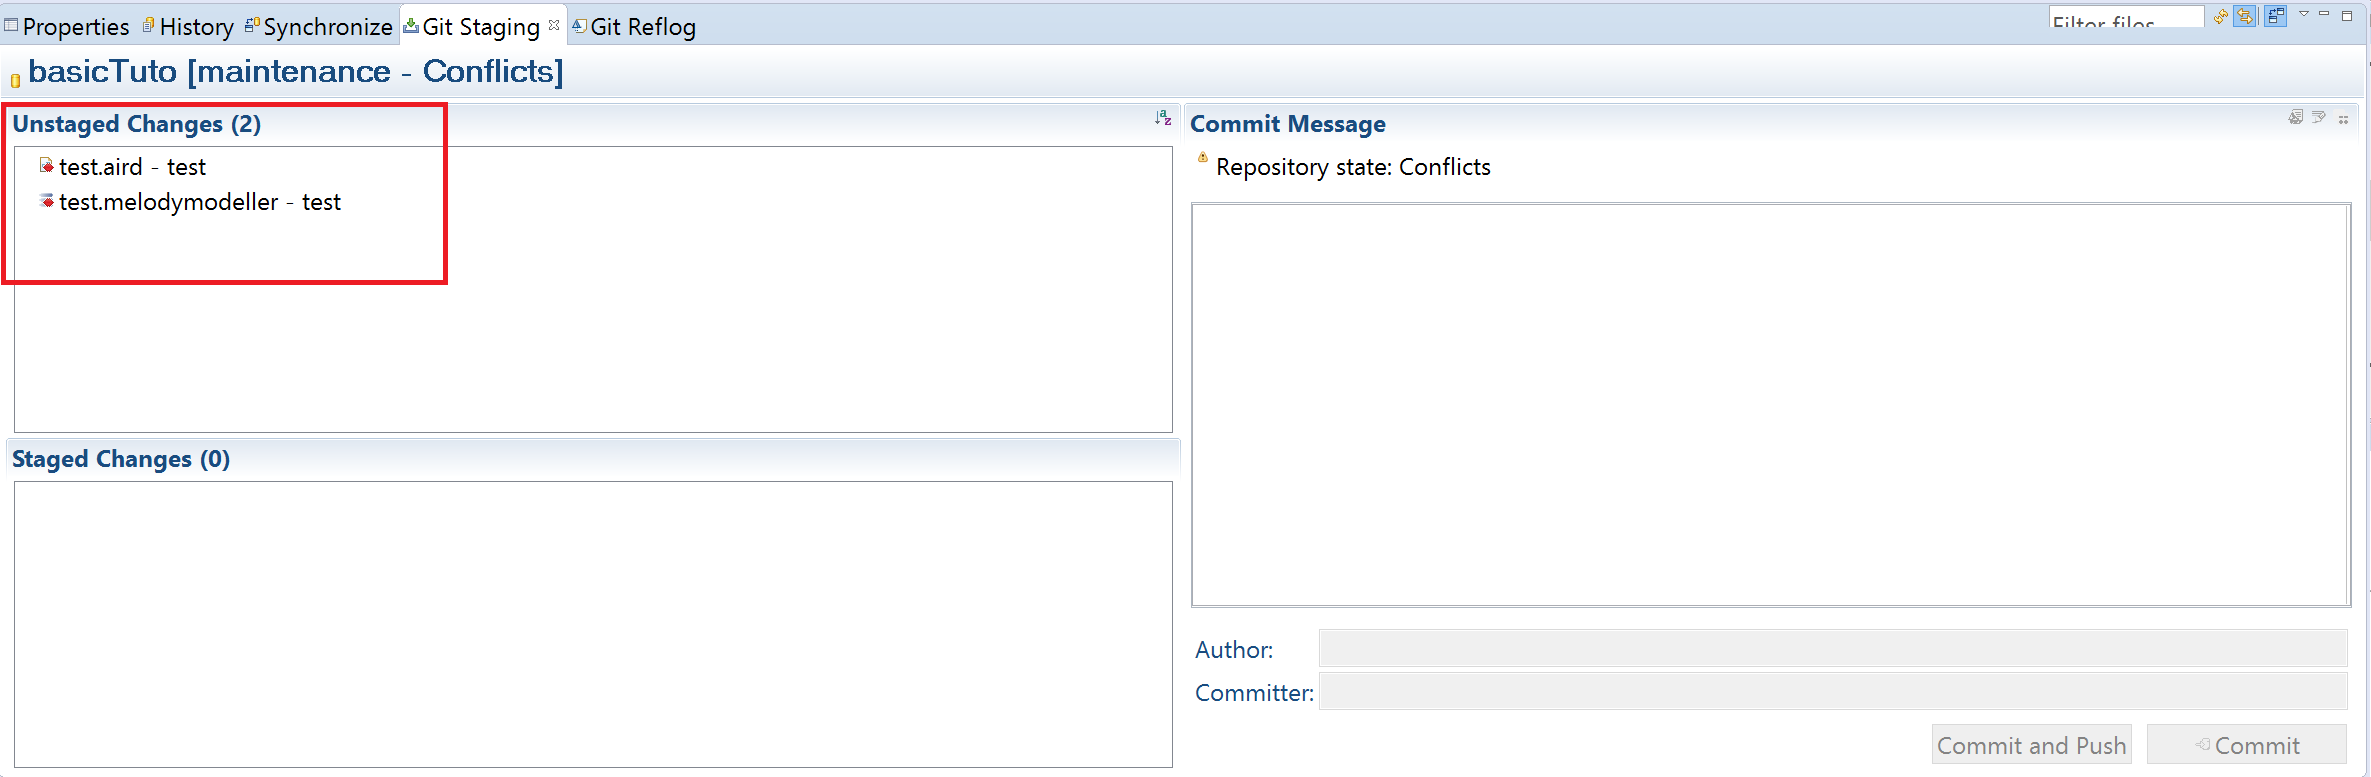 Properties History Synchronize Git Staging Git Reflog Filter files
basicTuto [maintenance - Conflicts]
Unstaged Changes (2)
test.aird - test
test.melodymodeller - test
Staged Changes (0)
Commit Message
Repository state: Conflicts
Author:
Committer:
Commit and Push Commit